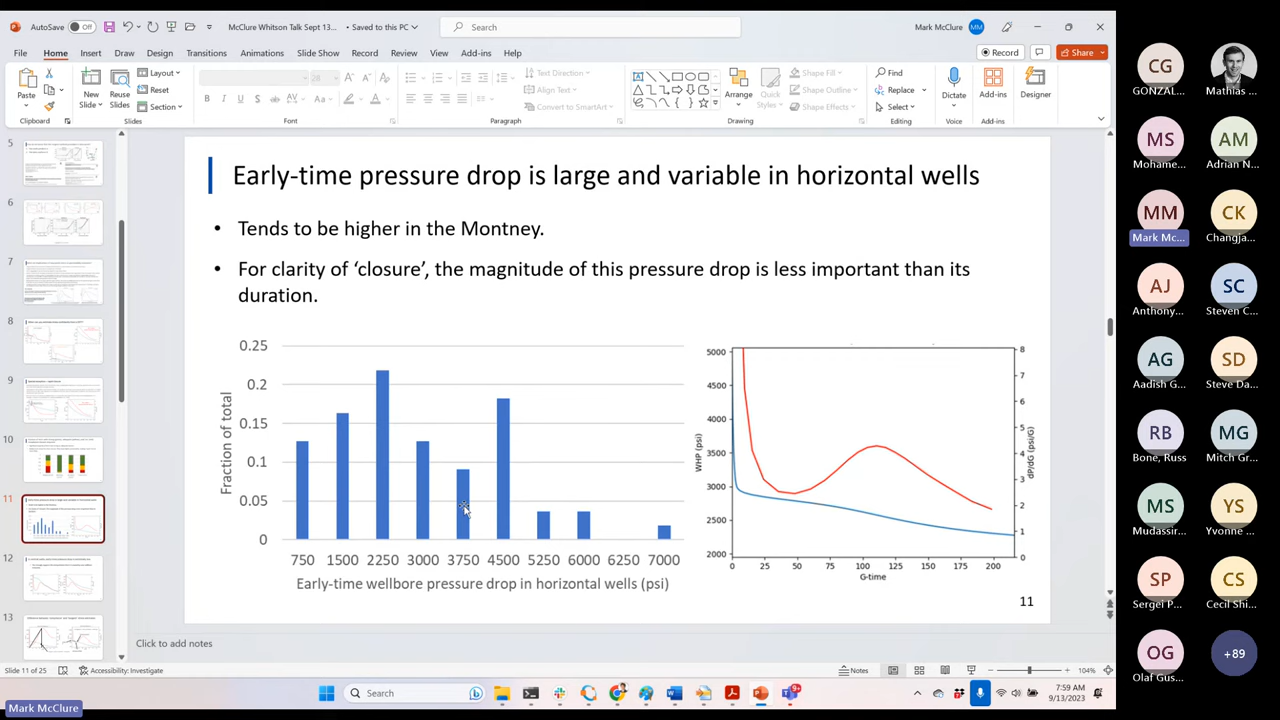 AutoSave
Off
McClure Whitson Talk Sept 13... • Saved to this PC
Search
Mark McClure
MM
File
Home
Insert
Draw
Design
Transitions
Animations
Slide Show
Record
Review
View
Add-ins
Help
Record
Share
Paste
New
Slide
Reuse
Slides
Layout
Reset
Section
Text Direction
Align Text
Convert to SmartArt
Arrange
Quick
Styles
Shape Fill
Shape Outline
Shape Effects
Find
Replace
Select
Dictate
Add-ins
Designer
Clipboard
Slides
Font
Paragraph
Drawing
Editing
Voice
Add-ins
5
6
7
8
9
10
11
12
13
Early-time pressure drop is large and variable in horizontal wells
• Tends to be higher in the Montney.
• For clarity of ‘closure’, the magnitude of this pressure drop is less important than its
duration.
Fraction of total
0.25
0.2
0.15
0.1
0.05
0
750 1500 2250 3000 3750 4500 5250 6000 6250 7000
Early-time wellbore pressure drop in horizontal wells (psi)
WHP (psi)
5000
4500
4000
3500
3000
2500
2000
0 25 50 75 100 125 150 175 200
G-time
8
7
6
5
4
3
2
1
0
dP/dG (psi/G)
11
Click to add notes
Slide 11 of 25
Accessibility: Investigate
Notes
104%
Search
7:59 AM
9/13/2023
Mark McClure
CG
GONZAL...
Mathias ...
MS
Mohame...
AM
Adrian N...
MM
Mark Mc...
CK
Changja...
AJ
Anthony...
SC
Steven C...
AG
Aadish G...
SD
Steve Da...
RB
Bone, Russ
MG
Mitch Gr...
MS
Mudassir...
YS
Yvonne ...
SP
Sergei P...
CS
Cecil Shi...
OG
Olaf Gus...
+89